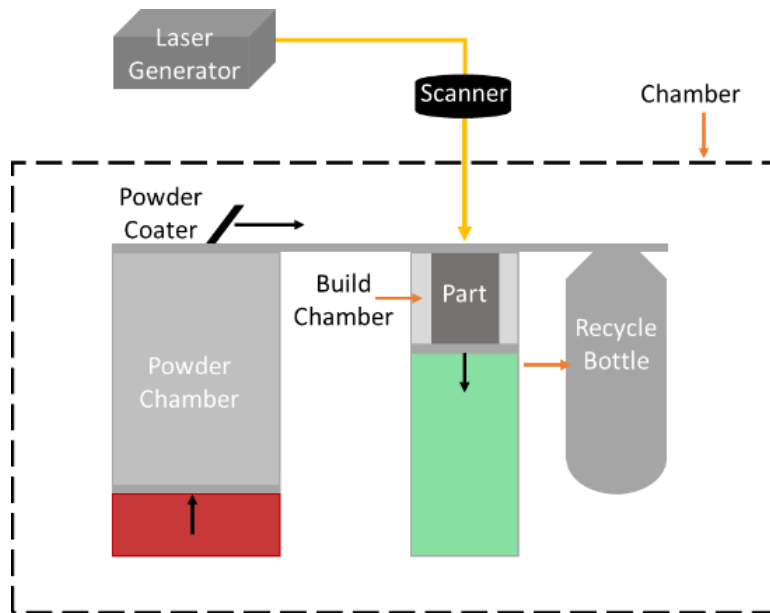 Laser
Generator
Scanner
Chamber
Powder
Coater
Build
Chamber
Part
Recycle
Bottle
Powder
Chamber